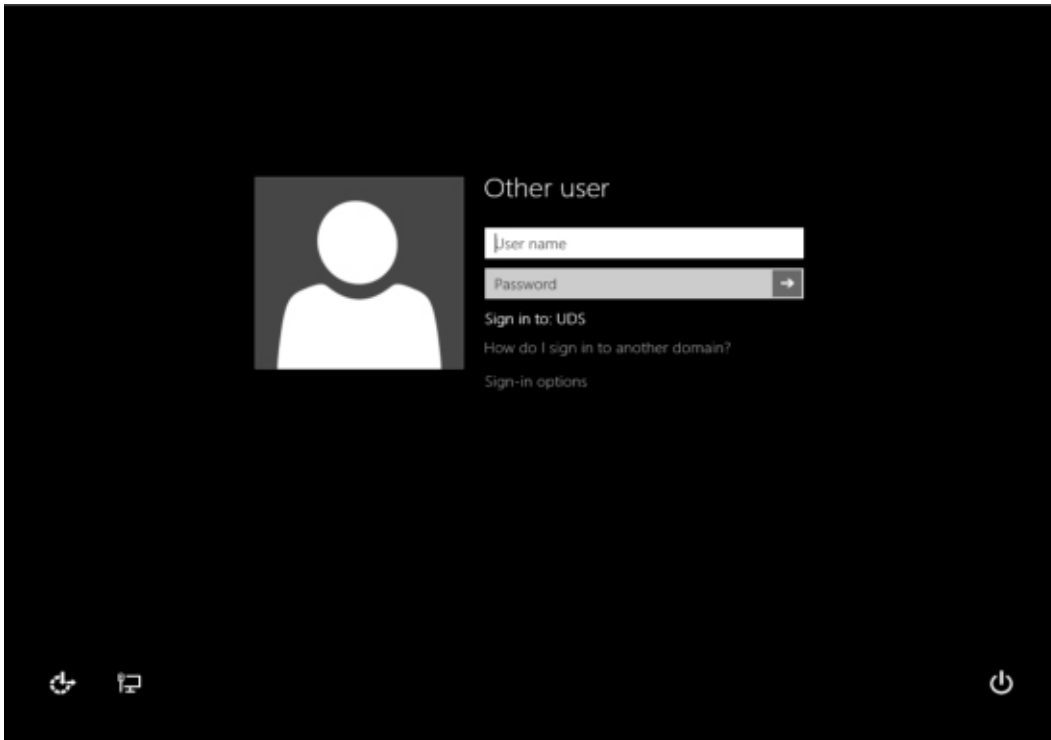 Other user
User name
Password
Sign in to: UDS
How do I sign in to another domain?
Sign-in options